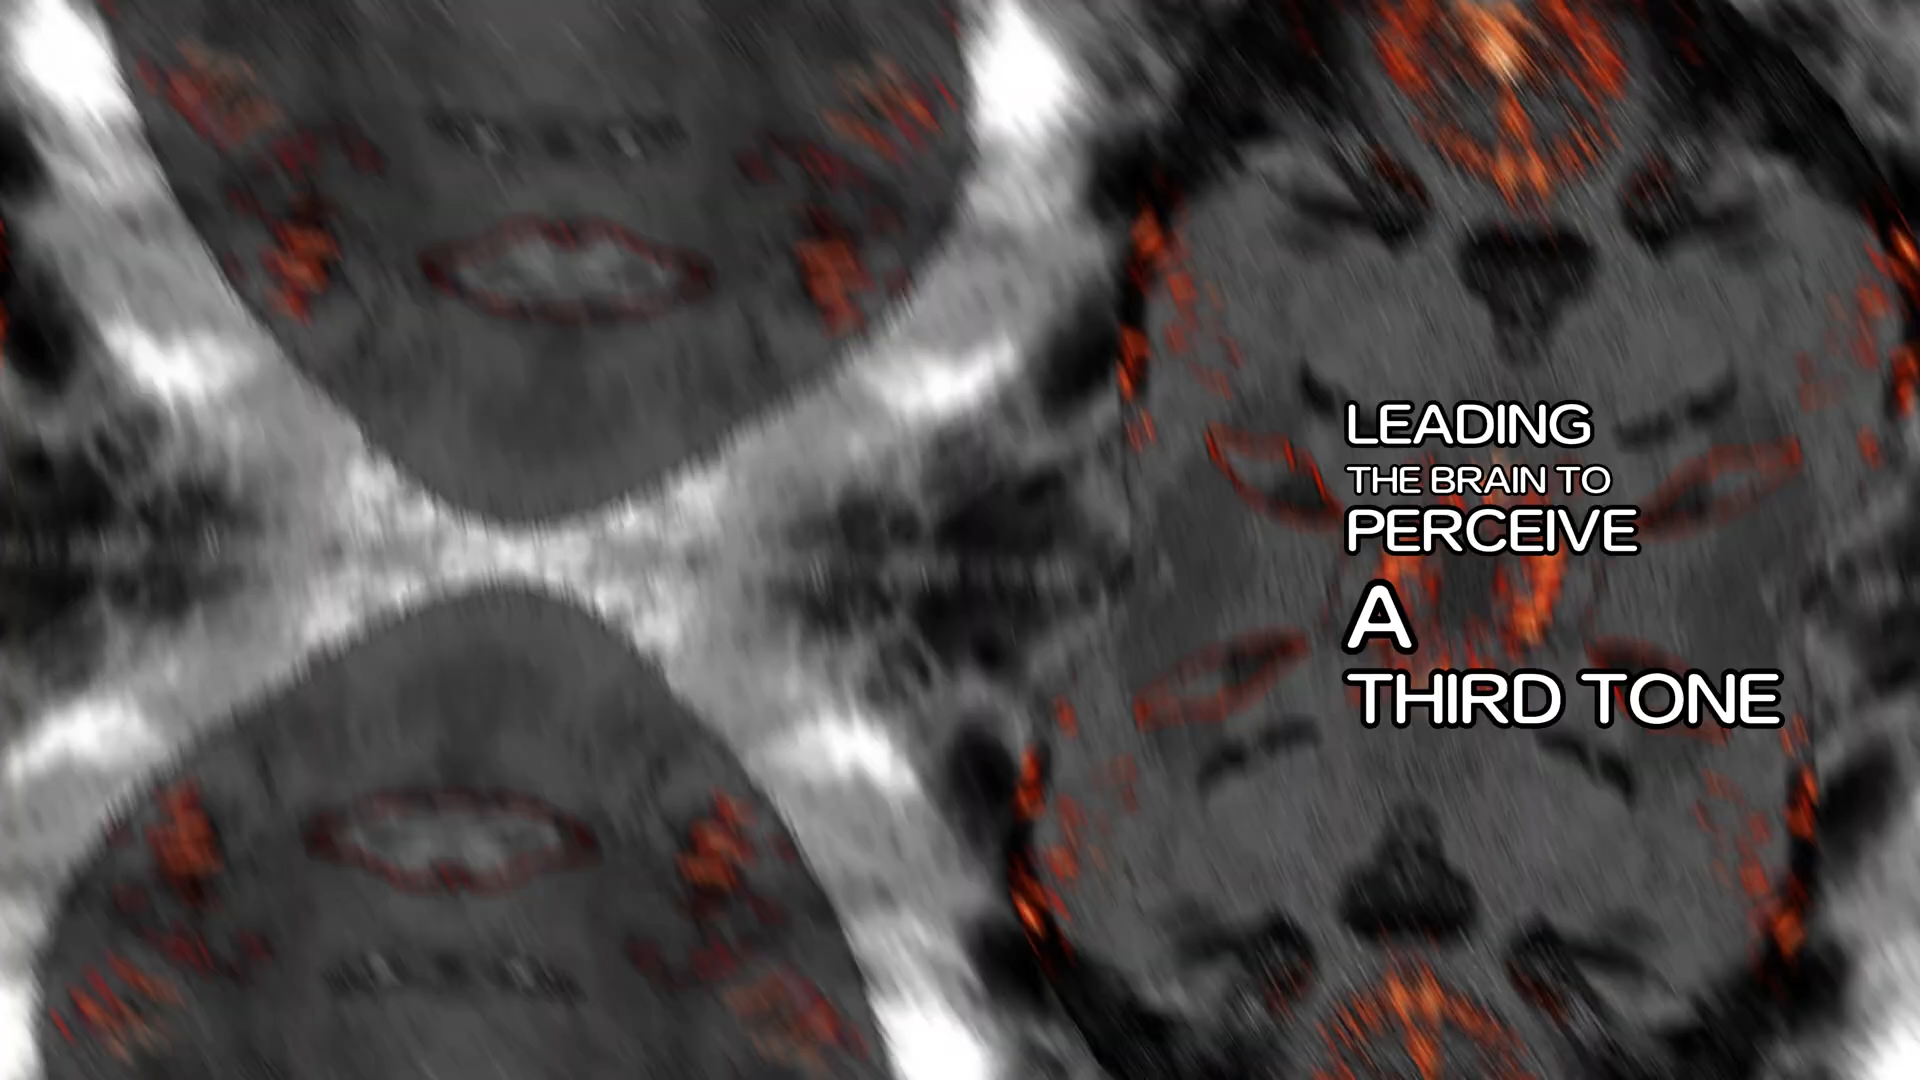 LEADING
THE BRAIN TO
PERCEIVE
A
THIRD TONE